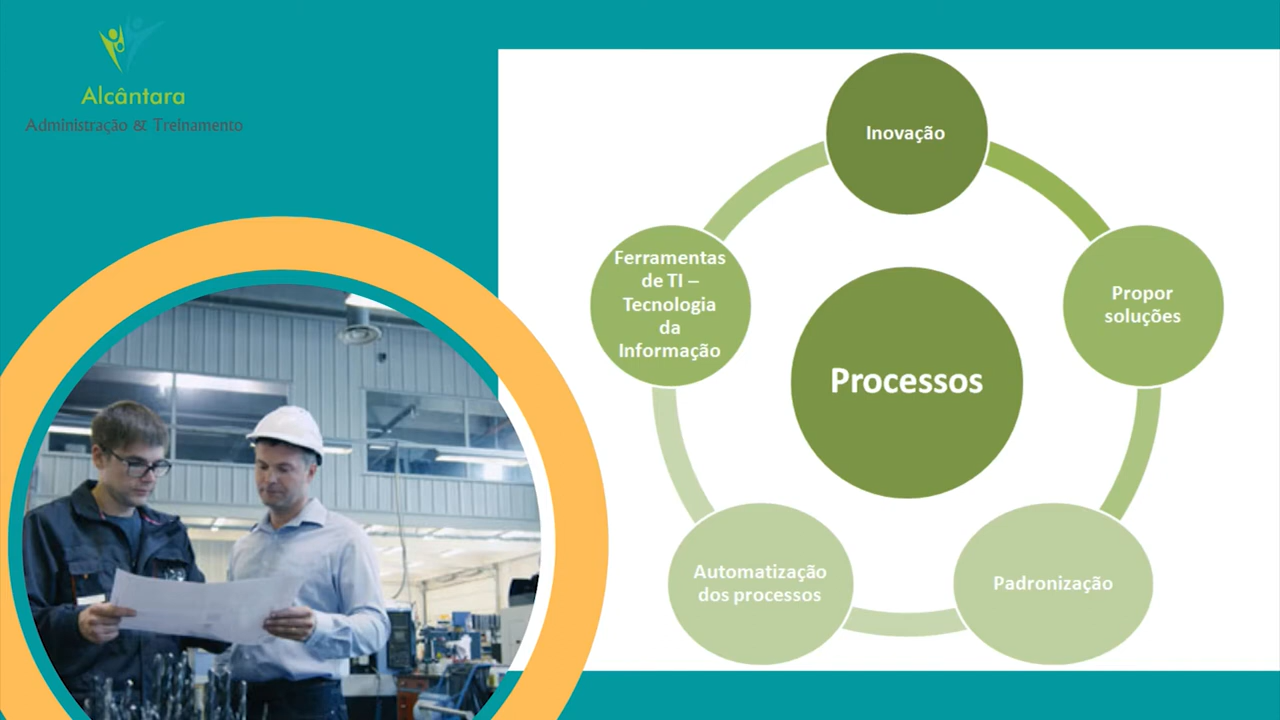 Alcântara
Administração & Treinamento
Inovação
Propor
soluções
Padronização
Automatização
dos processos
Ferramentas
de TI –
Tecnologia
da
Informação
Processos